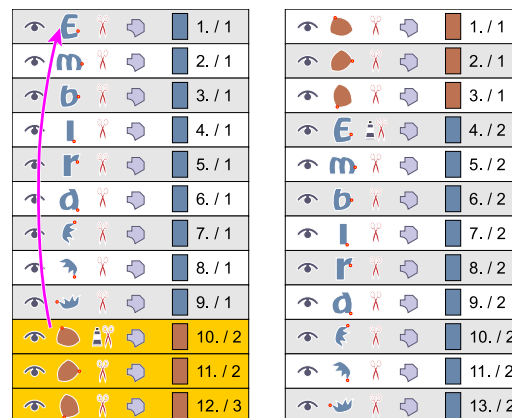 E 1. / 1
m 2. / 1
b 3. / 1
l 4. / 1
r 5. / 1
a 6. / 1
7. / 1
8. / 1
9. / 1
10. / 2
11. / 2
12. / 3
1. / 1
2. / 1
3. / 1
E 4. / 2
m 5. / 2
b 6. / 2
l 7. / 2
r 8. / 2
a 9. / 2
10. / 2
11. / 2
13. / 2